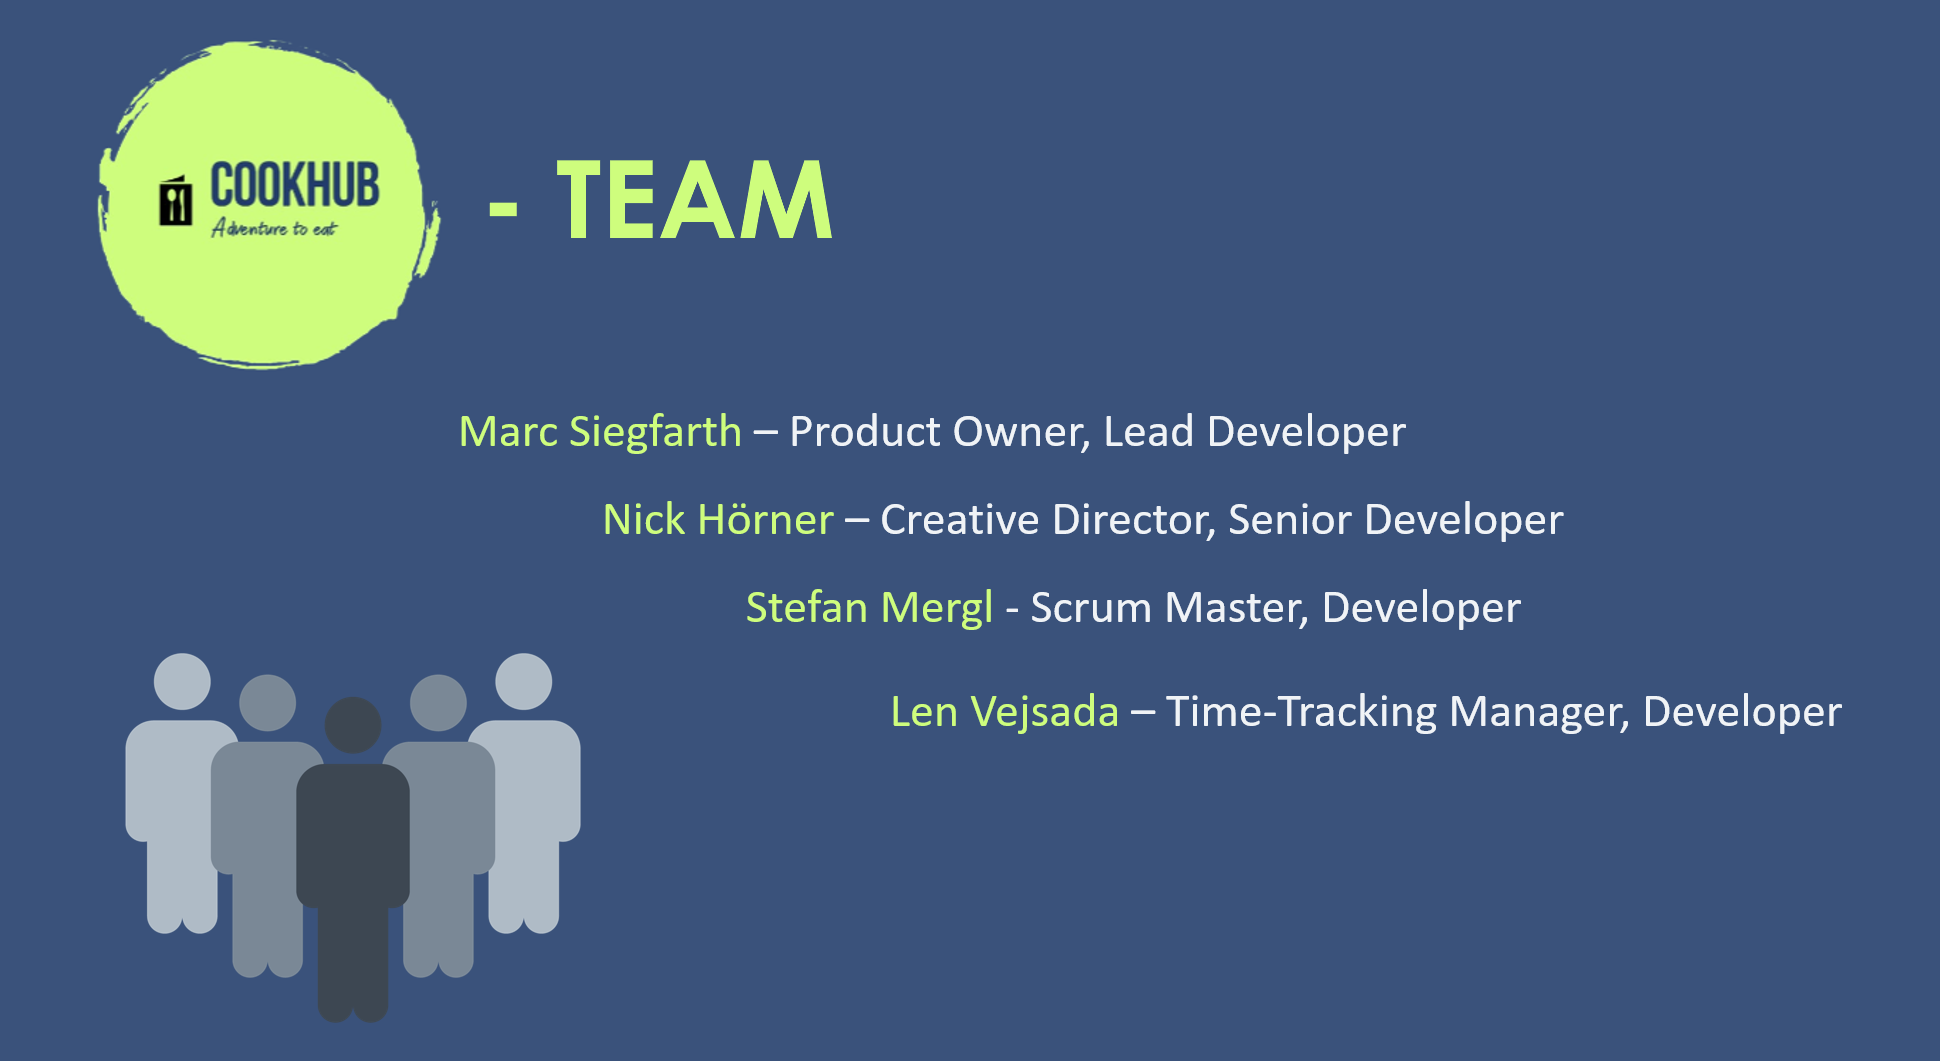 COOKHUB
Adventure to eat
- TEAM
Marc Siegfarth – Product Owner, Lead Developer
Nick Hörner – Creative Director, Senior Developer
Stefan Mergl - Scrum Master, Developer
Len Vejsada – Time-Tracking Manager, Developer